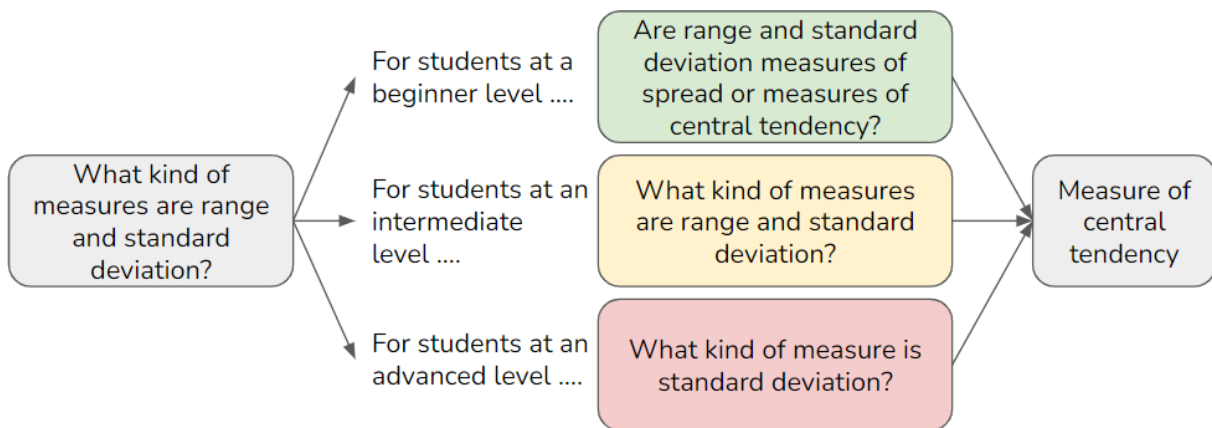 What kind of
measures are range
and standard
deviation?
For students at a
beginner level ....
Are range and standard
deviation measures of
spread or measures of
central tendency?
For students at an
intermediate
level ....
What kind of measures
are range and standard
deviation?
For students at an
advanced level ....
What kind of measure is
standard deviation?
Measure of
central
tendency